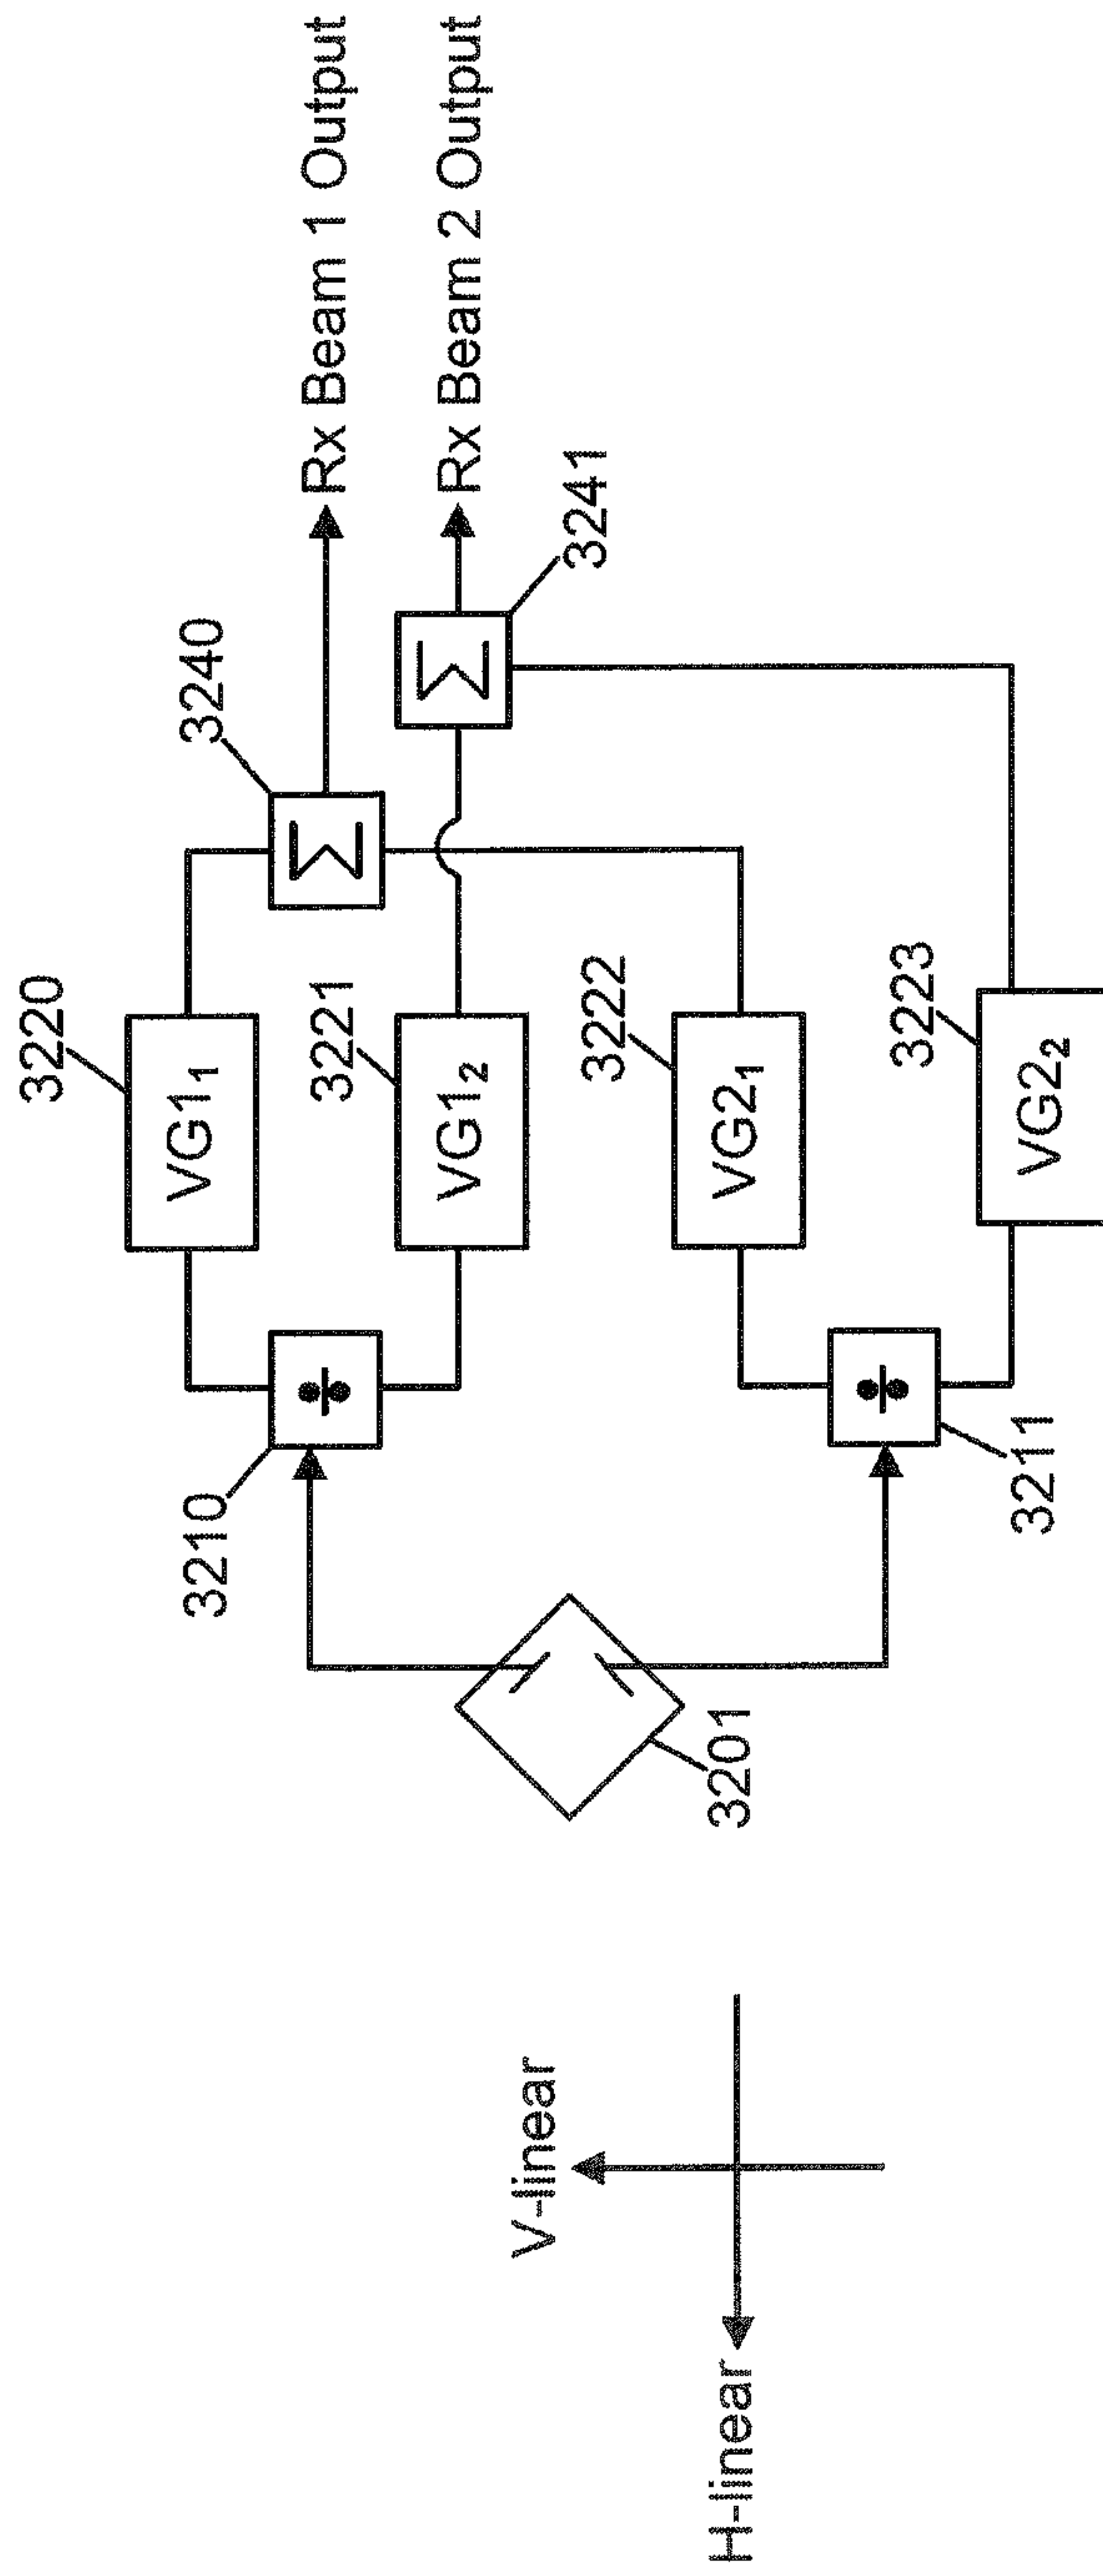 3220
3240
VG1₁
Rx Beam 1 Output
3210
÷
Σ
3221
VG1₂
Rx Beam 2 Output
Σ
3241
V-linear
3201
3222
VG2₁
H-linear
÷
3211
3223
VG2₂